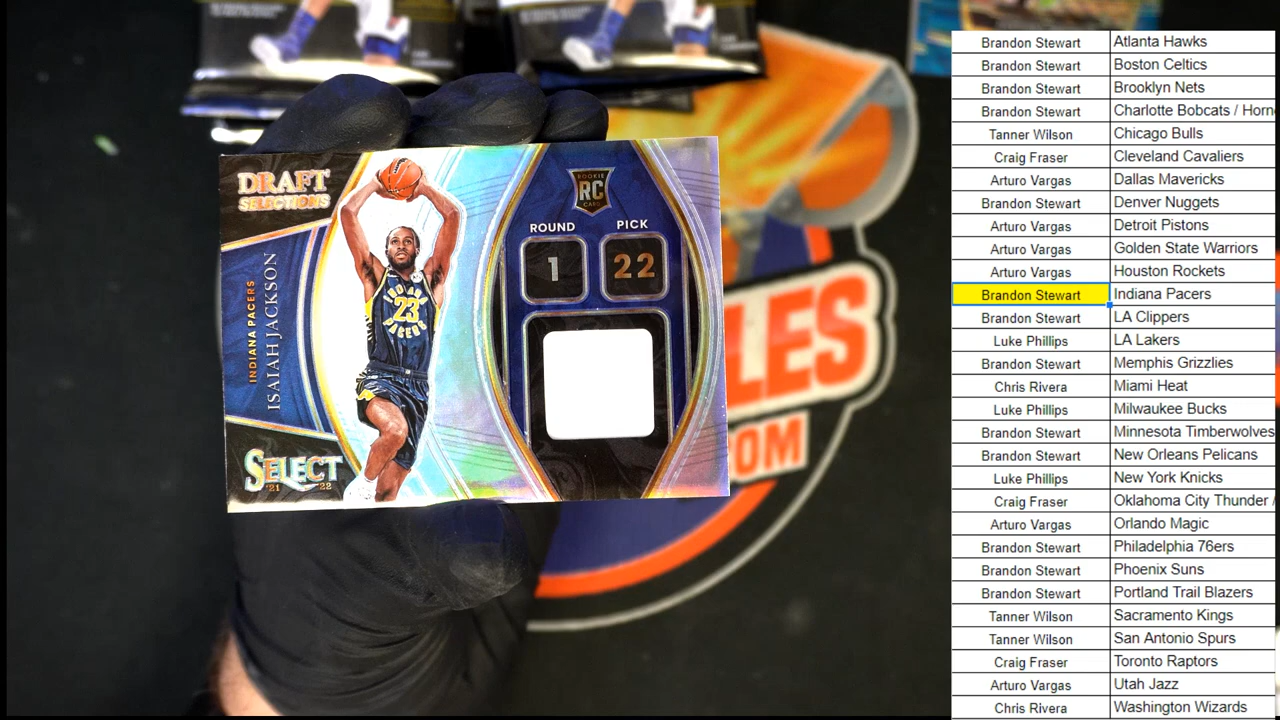 DRAFT
SELECTIONS
INDIANA PACERS
ISAIAH JACKSON
SELECT
'21 '22
INDIANA
23
PACERS
ROOKIE
RC
CARD
ROUND PICK
1 22
LES
.COM
Brandon Stewart Atlanta Hawks
Brandon Stewart Boston Celtics
Brandon Stewart Brooklyn Nets
Brandon Stewart Charlotte Bobcats / Horn
Tanner Wilson Chicago Bulls
Craig Fraser Cleveland Cavaliers
Arturo Vargas Dallas Mavericks
Brandon Stewart Denver Nuggets
Arturo Vargas Detroit Pistons
Arturo Vargas Golden State Warriors
Arturo Vargas Houston Rockets
Brandon Stewart Indiana Pacers
Brandon Stewart LA Clippers
Luke Phillips LA Lakers
Brandon Stewart Memphis Grizzlies
Chris Rivera Miami Heat
Luke Phillips Milwaukee Bucks
Brandon Stewart Minnesota Timberwolves
Brandon Stewart New Orleans Pelicans
Luke Phillips New York Knicks
Craig Fraser Oklahoma City Thunder /
Arturo Vargas Orlando Magic
Brandon Stewart Philadelphia 76ers
Brandon Stewart Phoenix Suns
Brandon Stewart Portland Trail Blazers
Tanner Wilson Sacramento Kings
Tanner Wilson San Antonio Spurs
Craig Fraser Toronto Raptors
Arturo Vargas Utah Jazz
Chris Rivera Washington Wizards